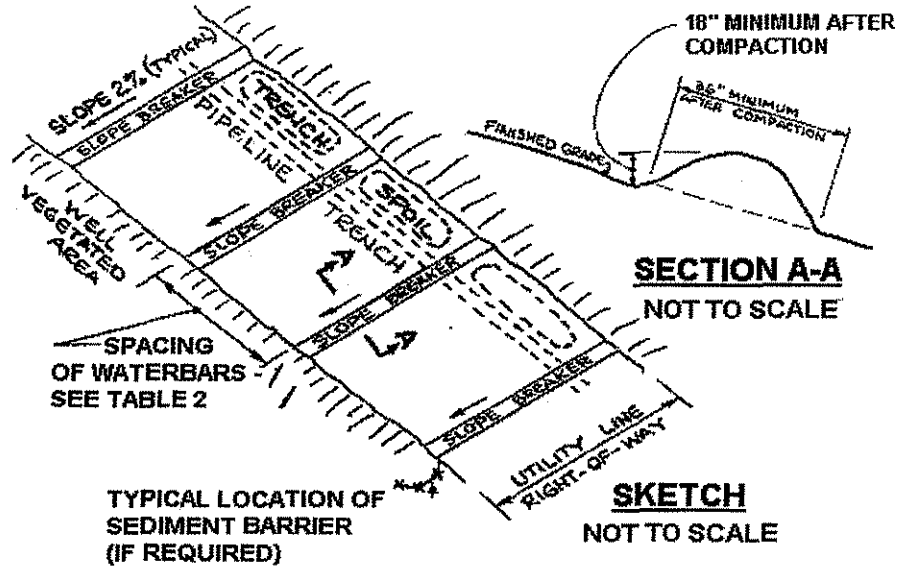 18" MINIMUM AFTER
COMPACTION
36" MINIMUM
AFTER COMPACTION
FINISHED GRADE
SECTION A-A
NOT TO SCALE
SLOPE 2% (TYPICAL)
SLOPE BREAKER
TRENCH
PIPELINE
SLOPE BREAKER
SPOIL
TRENCH
SLOPE BREAKER
A
A
SLOPE BREAKER
WELL
VEGETATED
AREA
SPACING
OF WATERBARS -
SEE TABLE 2
UTILITY LINE
RIGHT-OF-WAY
TYPICAL LOCATION OF
SEDIMENT BARRIER
(IF REQUIRED)
SKETCH
NOT TO SCALE